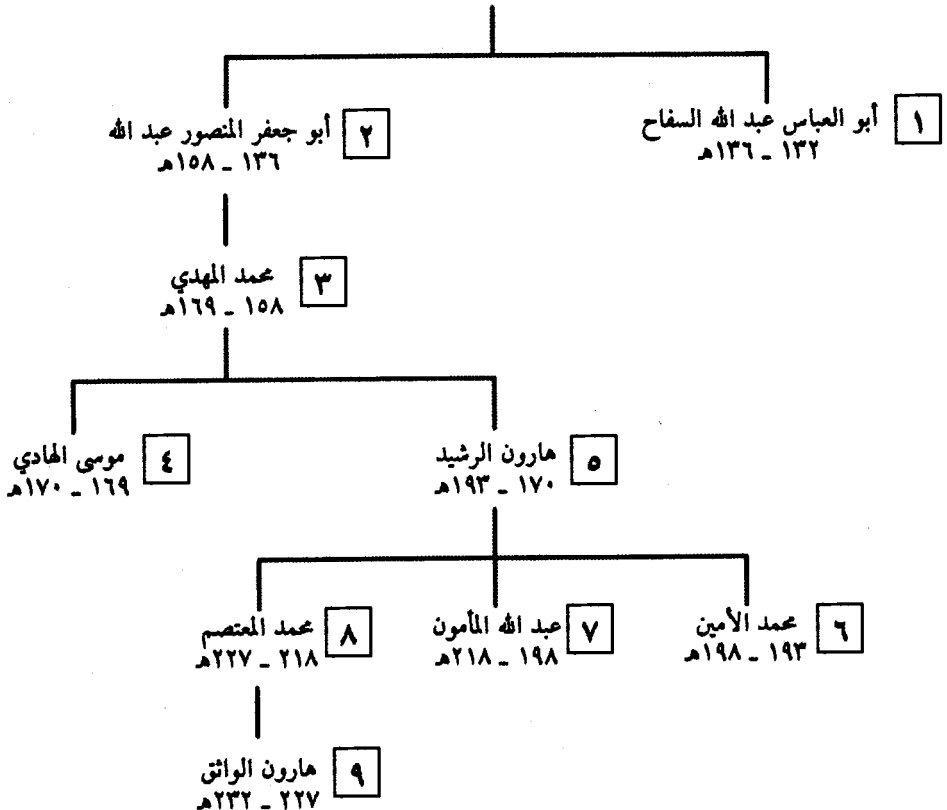 ١
أبو العباس عبد الله السفاح
١٣٢ ـ ١٣٦هـ
٢
أبو جعفر المنصور عبد الله
١٣٦ ـ ١٥٨هـ
٣
محمد المهدي
١٥٨ ـ ١٦٩هـ
٥
هارون الرشيد
١٧٠ ـ ١٩٣هـ
٤
موسى الهادي
١٦٩ ـ ١٧٠هـ
٦
محمد الأمين
١٩٣ ـ ١٩٨هـ
٧
عبد الله المأمون
١٩٨ ـ ٢١٨هـ
٨
محمد المعتصم
٢١٨ ـ ٢٢٧هـ
٩
هارون الواثق
٢٢٧ ـ ٢٣٢هـ